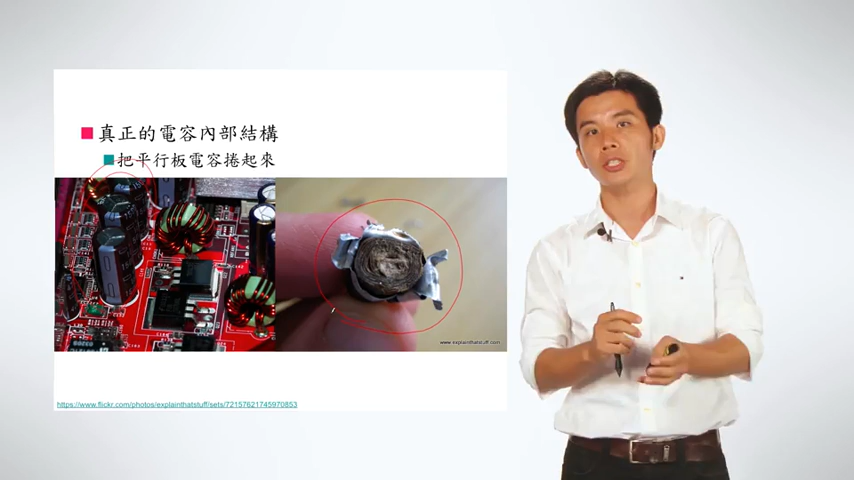 真正的電容內部結構
把平行板電容捲起來
www.explainthatstuff.com
https://www.flickr.com/photos/explainthatstuff/sets/72157621745970853